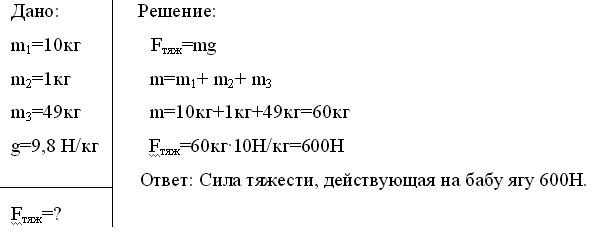 Дано:
m₁=10кг
m₂=1кг
m₃=49кг
g=9,8 Н/кг
Fтяж=?
Решение:
Fтяж=mg
m=m₁+ m₂+ m₃
m=10кг+1кг+49кг=60кг
Fтяж=60кг·10Н/кг=600Н
Ответ: Сила тяжести, действующая на бабу ягу 600Н.